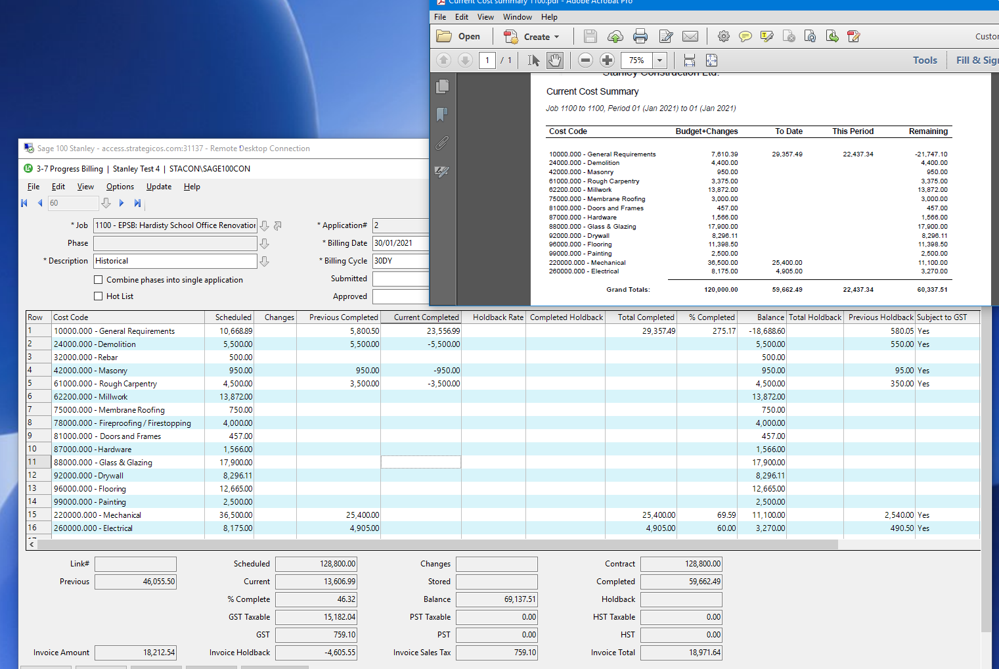 Current Cost summary 1100.pdf - Adobe Acrobat Pro
File Edit View Window Help
Open Create Custo
1 / 1 75% Tools Fill & Sig
Stanley Construction Ltd.
Current Cost Summary
Job 1100 to 1100, Period 01 (Jan 2021) to 01 (Jan 2021)
Cost Code Budget+Changes To Date This Period Remaining
10000.000 - General Requirements 7,610.39 29,357.49 22,437.34 -21,747.10
24000.000 - Demolition 4,400.00 4,400.00
42000.000 - Masonry 950.00 950.00
61000.000 - Rough Carpentry 3,375.00 3,375.00
62200.000 - Millwork 13,872.00 13,872.00
75000.000 - Membrane Roofing 3,000.00 3,000.00
81000.000 - Doors and Frames 457.00 457.00
87000.000 - Hardware 1,566.00 1,566.00
88000.000 - Glass & Glazing 17,900.00 17,900.00
92000.000 - Drywall 8,296.11 8,296.11
96000.000 - Flooring 11,398.50 11,398.50
99000.000 - Painting 2,500.00 2,500.00
220000.000 - Mechanical 36,500.00 25,400.00 11,100.00
260000.000 - Electrical 8,175.00 4,905.00 3,270.00
Grand Totals: 120,000.00 59,662.49 22,437.34 60,337.51
Sage 100 Stanley - access.strategicos.com:31137 - Remote Desktop Connection
3-7 Progress Billing | Stanley Test 4 | STACON\SAGE100CON
File Edit View Options Update Help
60
* Job 1100 - EPSB: Hardisty School Office Renovation * Application# 2
Phase * Billing Date 30/01/2021
* Description Historical * Billing Cycle 30DY
Combine phases into single application Submitted
Hot List Approved
Row Cost Code Scheduled Changes Previous Completed Current Completed Holdback Rate Completed Holdback Total Completed % Completed Balance Total Holdback Previous Holdback Subject to GST
1 10000.000 - General Requirements 10,668.89 5,800.50 23,556.99 29,357.49 275.17 -18,688.60 580.05 Yes
2 24000.000 - Demolition 5,500.00 5,500.00 -5,500.00 5,500.00 550.00 Yes
3 32000.000 - Rebar 500.00 500.00
4 42000.000 - Masonry 950.00 950.00 -950.00 950.00 95.00 Yes
5 61000.000 - Rough Carpentry 4,500.00 3,500.00 -3,500.00 4,500.00 350.00 Yes
6 62200.000 - Millwork 13,872.00 13,872.00
7 75000.000 - Membrane Roofing 750.00 750.00
8 78000.000 - Fireproofing / Firestopping 4,000.00 4,000.00
9 81000.000 - Doors and Frames 457.00 457.00
10 87000.000 - Hardware 1,566.00 1,566.00
11 88000.000 - Glass & Glazing 17,900.00 17,900.00
12 92000.000 - Drywall 8,296.11 8,296.11
13 96000.000 - Flooring 12,665.00 12,665.00
14 99000.000 - Painting 2,500.00 2,500.00
15 220000.000 - Mechanical 36,500.00 25,400.00 25,400.00 69.59 11,100.00 2,540.00 Yes
16 260000.000 - Electrical 8,175.00 4,905.00 4,905.00 60.00 3,270.00 490.50 Yes
Link# Scheduled 128,800.00 Changes Contract 128,800.00
Previous 46,055.50 Current 13,606.99 Stored Completed 59,662.49
% Complete 46.32 Balance 69,137.51 Holdback
GST Taxable 15,182.04 PST Taxable 0.00 HST Taxable 0.00
GST 759.10 PST 0.00 HST 0.00
Invoice Amount 18,212.54 Invoice Holdback -4,605.55 Invoice Sales Tax 759.10 Invoice Total 18,971.64